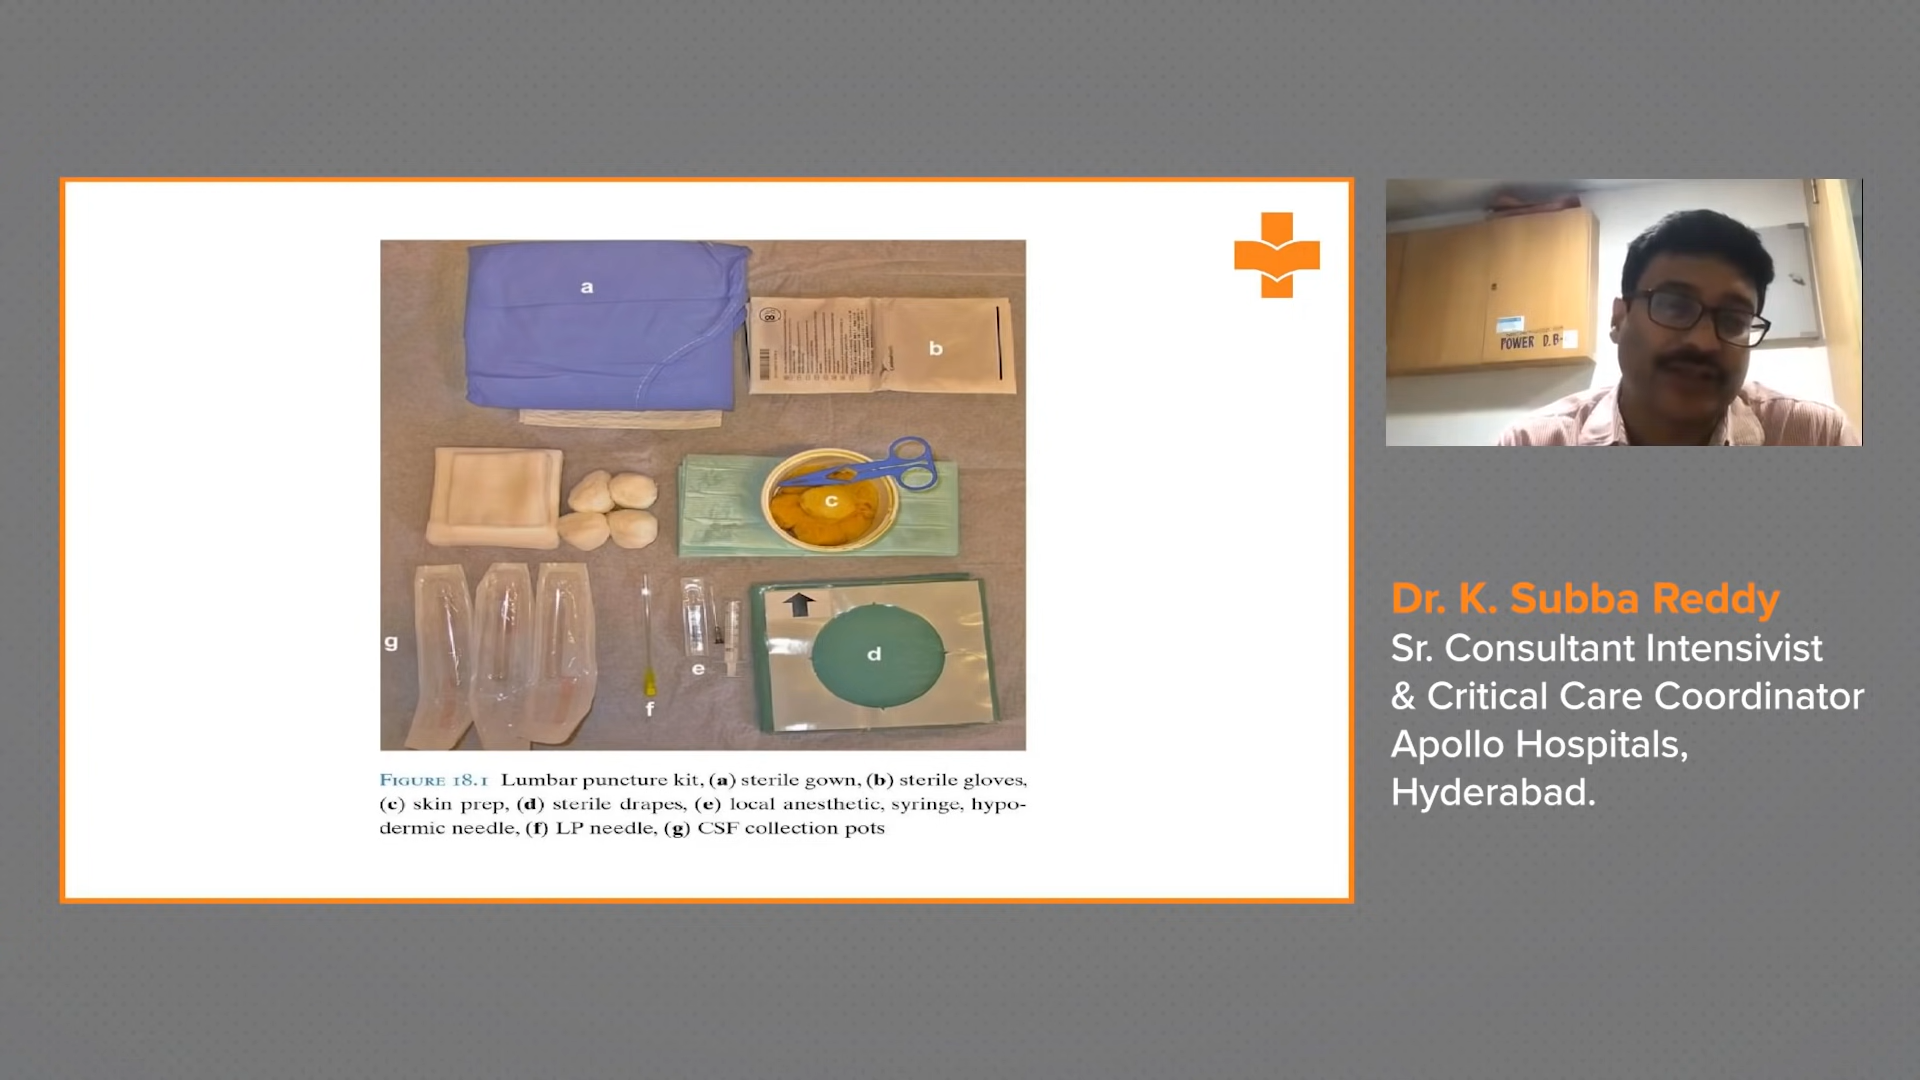 a
b
c
d
e
f
g
FIGURE 18.1 Lumbar puncture kit, (a) sterile gown, (b) sterile gloves,
(c) skin prep, (d) sterile drapes, (e) local anesthetic, syringe, hypo-
dermic needle, (f) LP needle, (g) CSF collection pots
POWER D.B-
Dr. K. Subba Reddy
Sr. Consultant Intensivist
& Critical Care Coordinator
Apollo Hospitals,
Hyderabad.